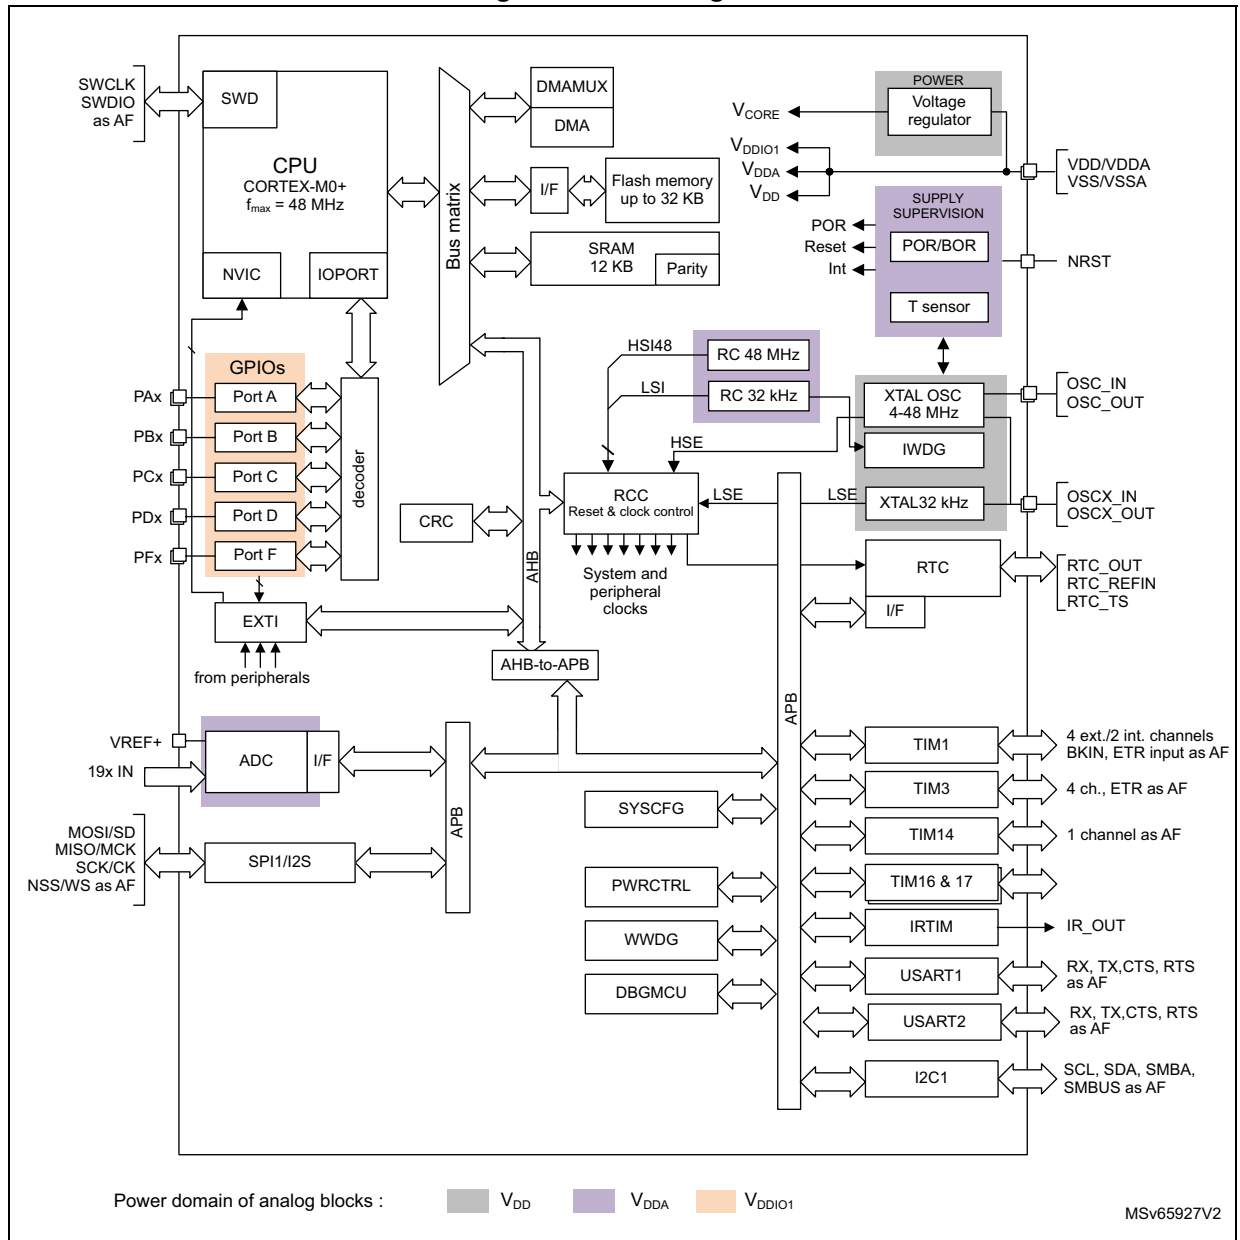 SWCLK
SWDIO
as AF
SWD
CPU
CORTEX-M0+
fmax = 48 MHz
NVIC
IOPORT
Bus matrix
DMAMUX
DMA
I/F
Flash memory
up to 32 KB
SRAM
12 KB
Parity
POWER
Voltage
regulator
VCORE
VDDIO1
VDDA
VDD
VDD/VDDA
VSS/VSSA
SUPPLY
SUPERVISION
POR
Reset
Int
POR/BOR
T sensor
NRST
HSI48
RC 48 MHz
LSI
RC 32 kHz
XTAL OSC
4-48 MHz
OSC_IN
OSC_OUT
HSE
IWDG
LSE
LSE
XTAL32 kHz
OSCX_IN
OSCX_OUT
GPIOs
PAx
Port A
PBx
Port B
PCx
Port C
PDx
Port D
PFx
Port F
decoder
CRC
RCC
Reset & clock control
System and
peripheral
clocks
AHB
RTC
I/F
RTC_OUT
RTC_REFIN
RTC_TS
EXTI
from peripherals
AHB-to-APB
APB
VREF+
19x IN
ADC
I/F
APB
MOSI/SD
MISO/MCK
SCK/CK
NSS/WS as AF
SPI1/I2S
SYSCFG
PWRCTRL
WWDG
DBGMCU
TIM1
4 ext./2 int. channels
BKIN, ETR input as AF
TIM3
4 ch., ETR as AF
TIM14
1 channel as AF
TIM16 & 17
IRTIM
IR_OUT
USART1
RX, TX,CTS, RTS
as AF
USART2
RX, TX,CTS, RTS
as AF
I2C1
SCL, SDA, SMBA,
SMBUS as AF
Power domain of analog blocks :
VDD
VDDA
VDDIO1
MSv65927V2